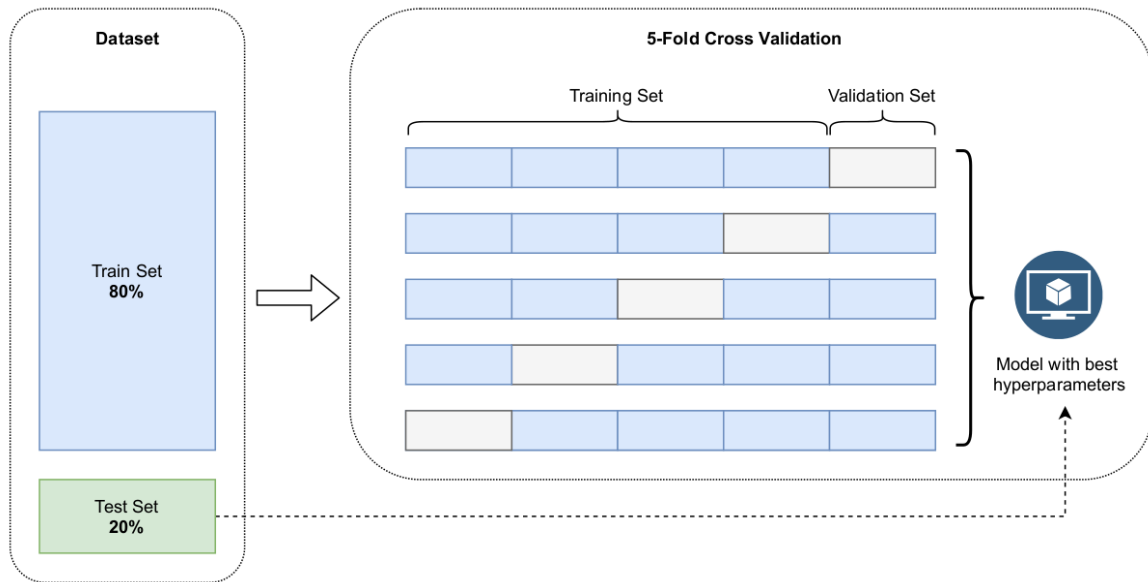 Dataset
Train Set
80%
Test Set
20%
5-Fold Cross Validation
Training Set
Validation Set
Model with best
hyperparameters